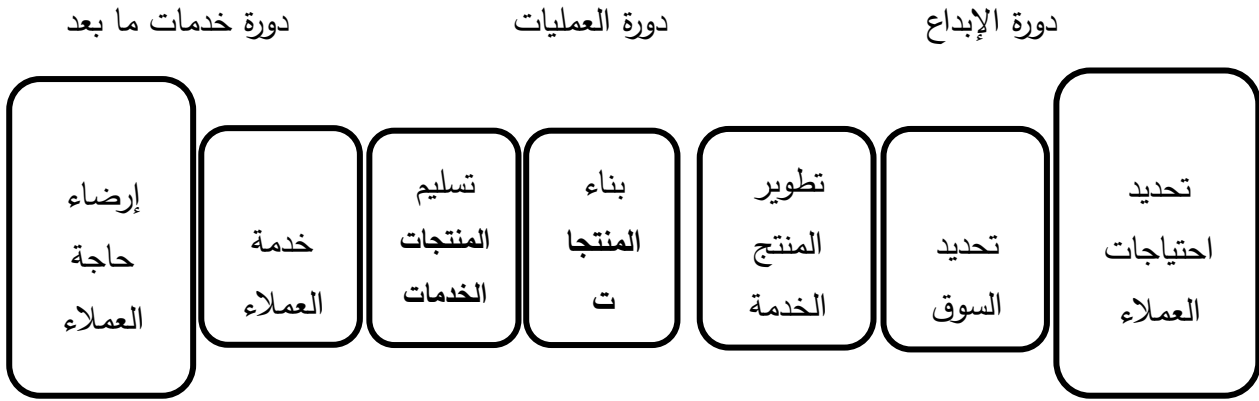 دورة الإبداع
دورة العمليات
دورة خدمات ما بعد
تحديد
احتياجات
العملاء
تحديد
السوق
تطوير
المنتج
الخدمة
بناء
المنتجا
ت
تسليم
المنتجات
الخدمات
خدمة
العملاء
إرضاء
حاجة
العملاء